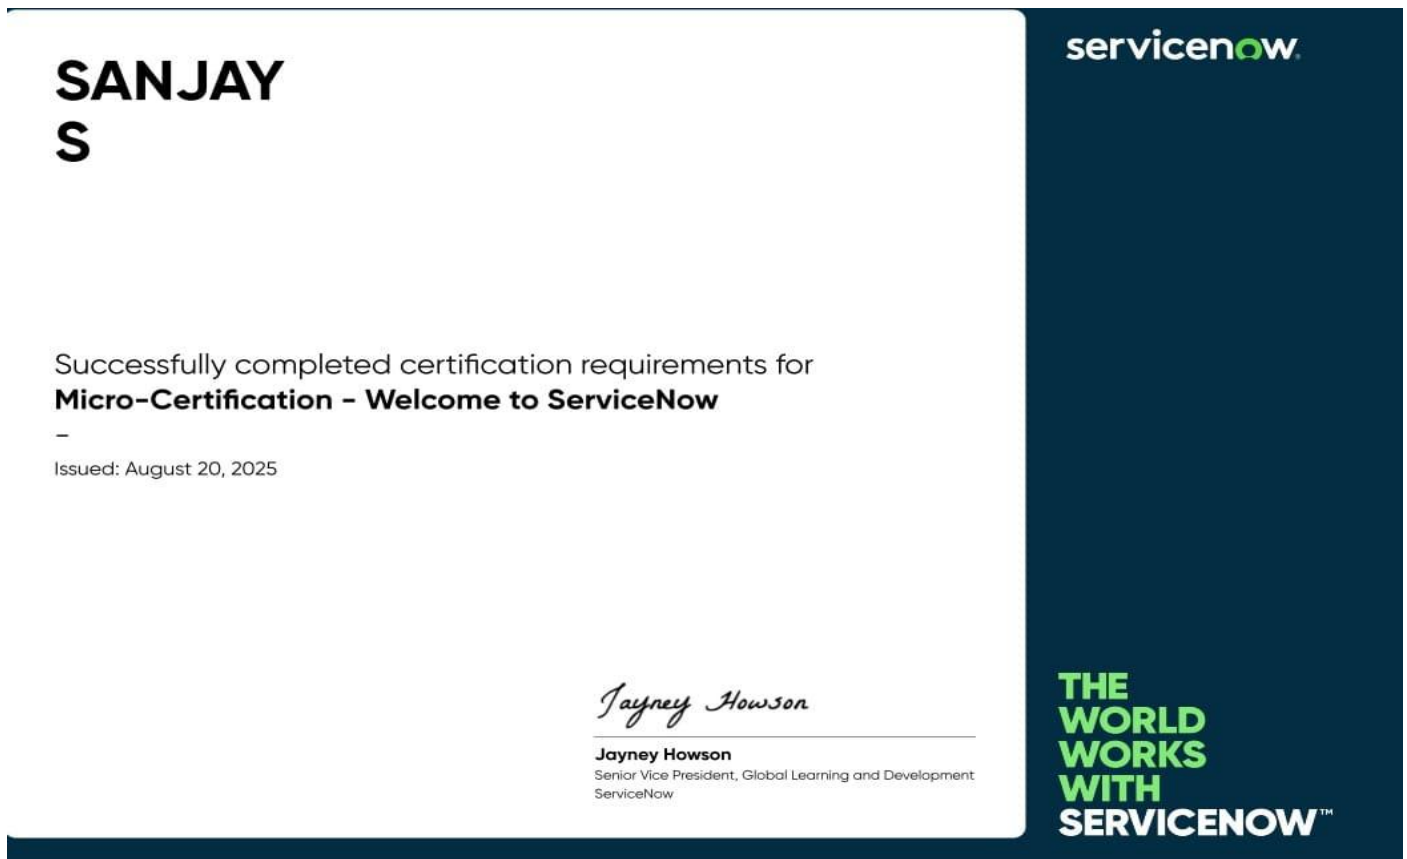 SANJAY
S
servicenow.
Successfully completed certification requirements for
Micro-Certification - Welcome to ServiceNow
–
Issued: August 20, 2025
Jayney Howson
Jayney Howson
Senior Vice President, Global Learning and Development
ServiceNow
THE
WORLD
WORKS
WITH
SERVICENOW™